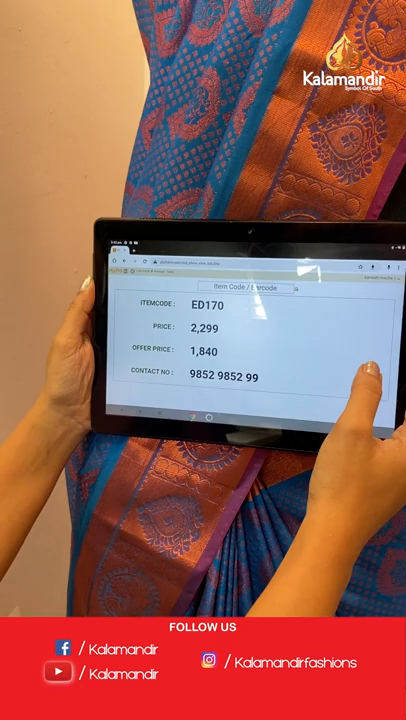 Kalamandir
Symbol Of South
Item Code / Barcode
ITEMCODE : ED170
PRICE : 2,299
OFFER PRICE : 1,840
CONTACT NO : 9852 9852 99
FOLLOW US
/ Kalamandir
/ Kalamandir
/ Kalamandirfashions